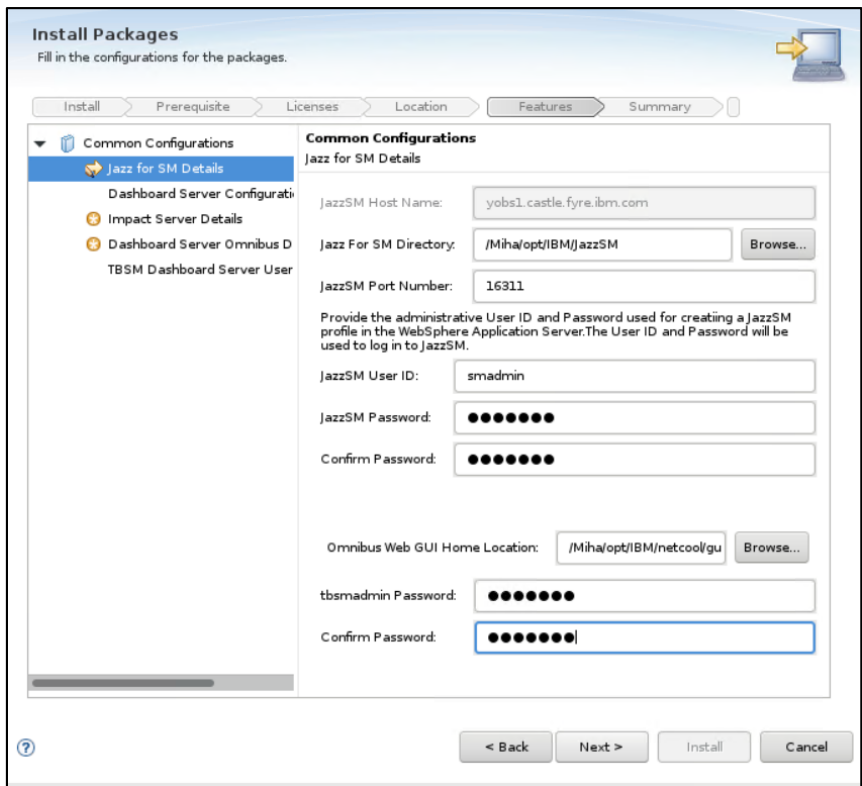 Install Packages
Fill in the configurations for the packages.
Install
Prerequisite
Licenses
Location
Features
Summary
Common Configurations
Jazz for SM Details
Dashboard Server Configurati
Impact Server Details
Dashboard Server Omnibus D
TBSM Dashboard Server User
Common Configurations
Jazz for SM Details
JazzSM Host Name: yobs1.castle.fyre.ibm.com
Jazz For SM Directory: /Miha/opt/IBM/JazzSM Browse...
JazzSM Port Number: 16311
Provide the administrative User ID and Password used for creatiing a JazzSM
profile in the WebSphere Application Server.The User ID and Password will be
used to log in to JazzSM.
JazzSM User ID: smadmin
JazzSM Password: ●●●●●●●
Confirm Password: ●●●●●●●
Omnibus Web GUI Home Location: /Miha/opt/IBM/netcool/gu Browse...
tbsmadmin Password: ●●●●●●●
Confirm Password: ●●●●●●●
?
< Back
Next >
Install
Cancel